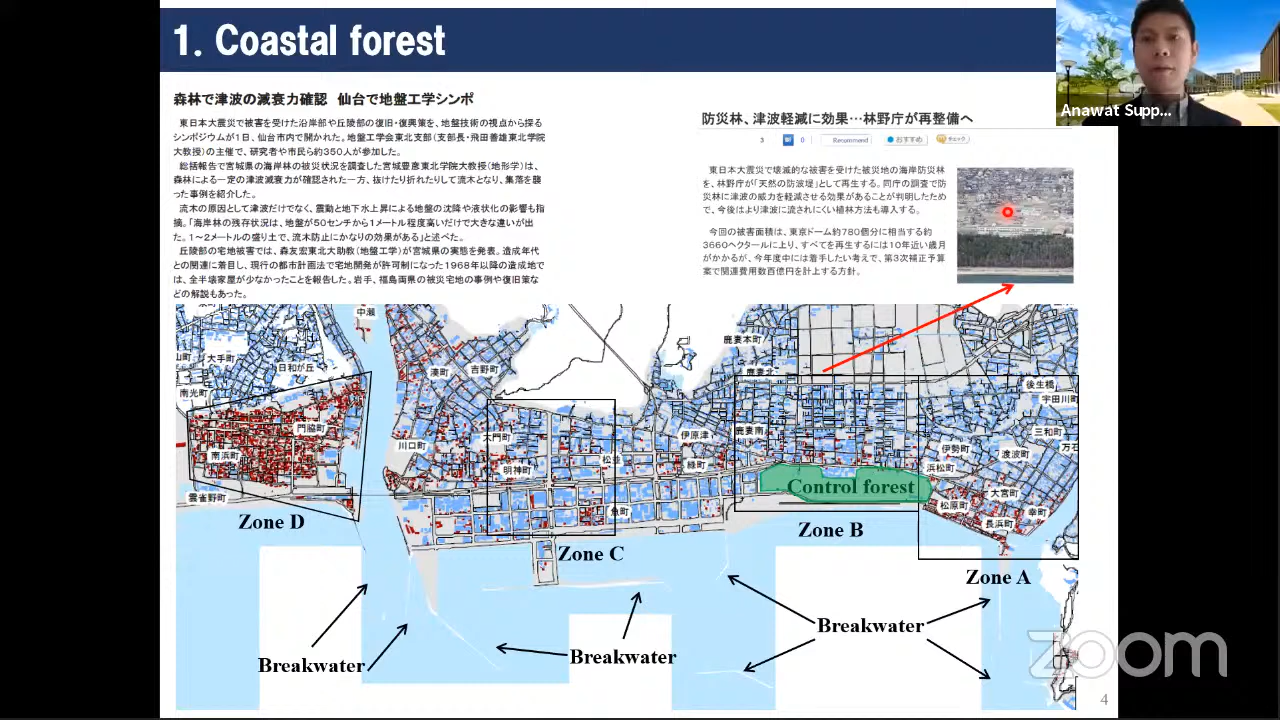 1. Coastal forest
Anawat Supp...
森林で津波の減衰力確認　仙台で地盤工学シンポ
東日本大震災で被害を受けた沿岸部や丘陵部の復旧・復興策を、地盤技術の視点から探る
シンポジウムが1日、仙台市内で開かれた。地盤工学会東北支部(支部長・飛田善雄東北学院
大教授)の主催で、研究者や市民ら約350人が参加した。
総括報告で宮城県の海岸林の被災状況を調査した宮城豊彦東北学院大教授(地形学)は、
森林による一定の津波減衰力が確認された一方、抜けたり折れたりして流木となり、集落を襲
った事例を紹介した。
流木の原因として津波だけでなく、震動と地下水上昇による地盤の沈降や液状化の影響も指
摘。「海岸林の残存状況は、地盤が50センチから1メートル程度高いだけで大きな違いが出
た。1～2メートルの盛り土で、流木防止にかなりの効果がある」と述べた。
丘陵部の宅地被害では、森友宏東北大助教(地盤工学)が宮城県の実態を発表。造成年代
との関連に着目し、現行の都市計画法で宅地開発が許可制になった1968年以降の造成地で
は、全半壊家屋が少なかったことを報告した。岩手、福島両県の被災宅地の事例や復旧策な
どの解説もあった。
防災林、津波軽減に効果…林野庁が再整備へ
3
0
Recommend
おすすめ
チェック
東日本大震災で壊滅的な被害を受けた被災地の海岸防災林
を、林野庁が「天然の防波堤」として再生する。同庁の調査で防
災林に津波の威力を軽減させる効果があることが判明したため
で、今後はより津波に流されにくい植林方法も導入する。
今回の被害面積は、東京ドーム約780個分に相当する約
3660ヘクタールに上り、すべてを再生するには10年近い歳月
がかかるが、今年度中には着手したい考えで、第3次補正予算
案で関連費用数百億円を計上する方針。
中瀬
大手町
日和が丘
山町
南光町
門脇町
南浜町
雲雀野町
湊町
吉野町
川口町
大門町
明神町
松並
魚町
伊原津
緑町
鹿妻本町
鹿妻北
鹿妻南
後生橋
宇田川町
三和町
万石
伊勢町
渡波町
浜松町
大宮町
松原町
幸町
長浜町
Control forest
Zone D
Zone C
Zone B
Zone A
Breakwater
Breakwater
Breakwater
zoom
4